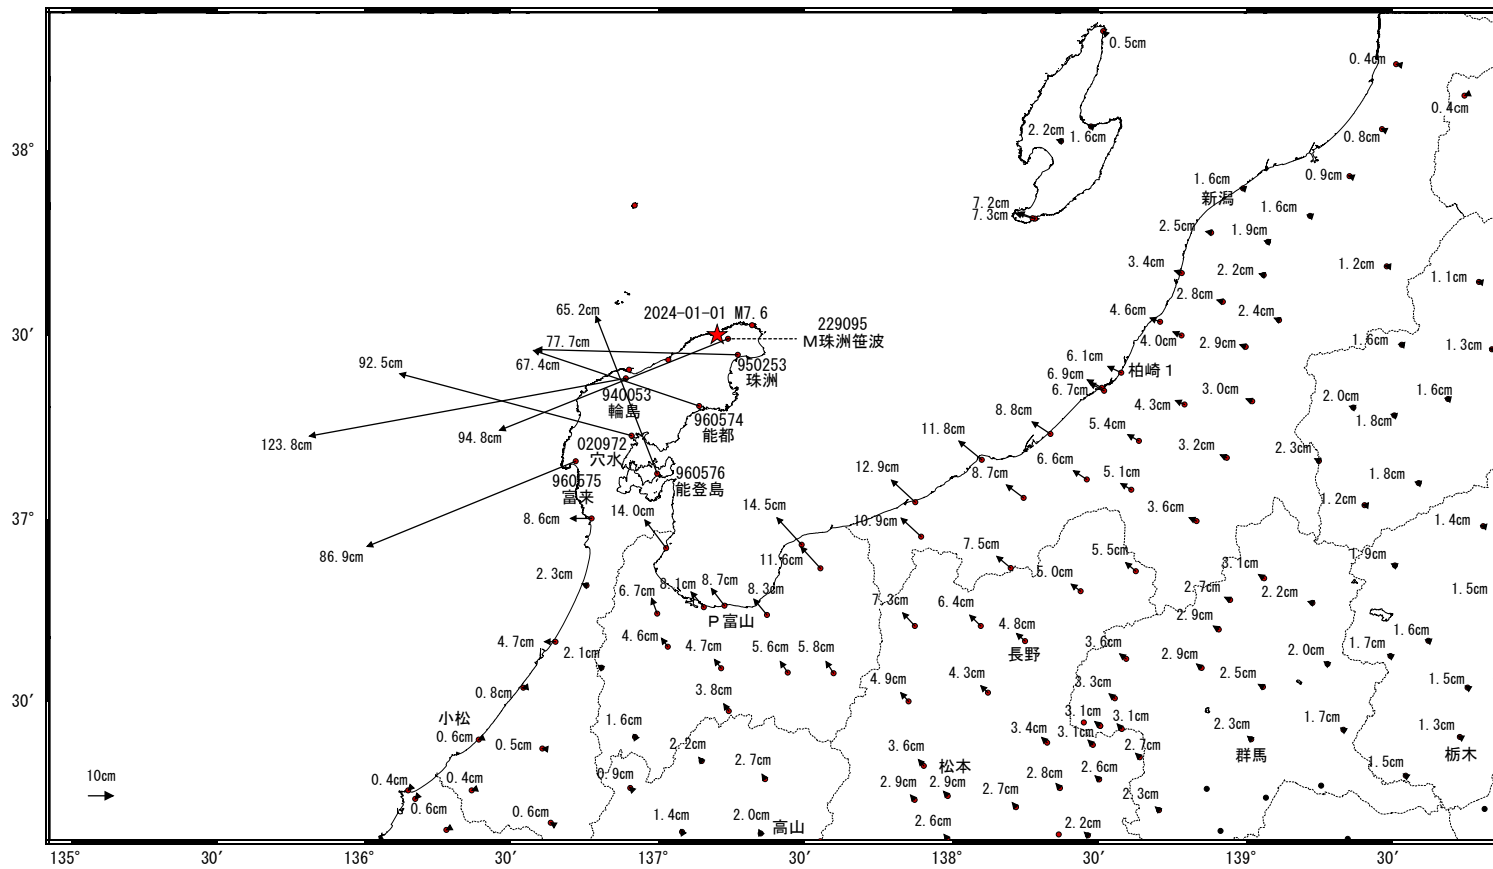 0.5cm
0.4cm
0.4cm
2.2cm
1.6cm
0.8cm
38°
0.9cm
1.6cm
新潟
7.2cm
7.3cm
1.6cm
2.5cm
1.9cm
3.4cm
2.2cm
1.2cm
1.1cm
2.8cm
65.2cm
2024-01-01 M7.6
4.6cm
2.4cm
30′
229095
M珠洲笹波
77.7cm
4.0cm
2.9cm
1.6cm
1.3cm
92.5cm
67.4cm
950253
珠洲
6.1cm
柏崎1
6.9cm
6.7cm
940053
輪島
3.0cm
2.0cm
1.6cm
4.3cm
960574
能都
1.8cm
8.8cm
5.4cm
123.8cm
94.8cm
020972
穴水
11.8cm
3.2cm
2.3cm
960575
富来
960576
能登島
12.9cm
8.7cm
6.6cm
5.1cm
1.8cm
14.0cm
14.5cm
1.2cm
8.6cm
10.9cm
3.6cm
37°
1.4cm
86.9cm
11.6cm
7.5cm
5.5cm
1.9cm
2.3cm
8.1cm
8.7cm
8.3cm
5.0cm
3.1cm
6.7cm
2.7cm
2.2cm
1.5cm
P富山
7.3cm
6.4cm
2.9cm
4.7cm
4.6cm
4.8cm
長野
3.6cm
1.7cm
1.6cm
2.1cm
4.7cm
5.6cm
5.8cm
2.9cm
2.0cm
0.8cm
4.9cm
4.3cm
2.5cm
1.5cm
30′
3.8cm
3.3cm
小松
0.6cm
1.6cm
3.1cm
3.1cm
2.3cm
群馬
1.7cm
1.3cm
栃木
0.5cm
2.2cm
3.4cm
3.1cm
3.6cm
松本
2.7cm
10cm
0.4cm
0.4cm
0.9cm
2.7cm
2.9cm
2.9cm
2.8cm
2.6cm
1.5cm
0.6cm
0.6cm
1.4cm
2.0cm
高山
2.7cm
2.3cm
2.6cm
2.2cm
135°
30′
136°
30′
137°
30′
138°
30′
139°
30′